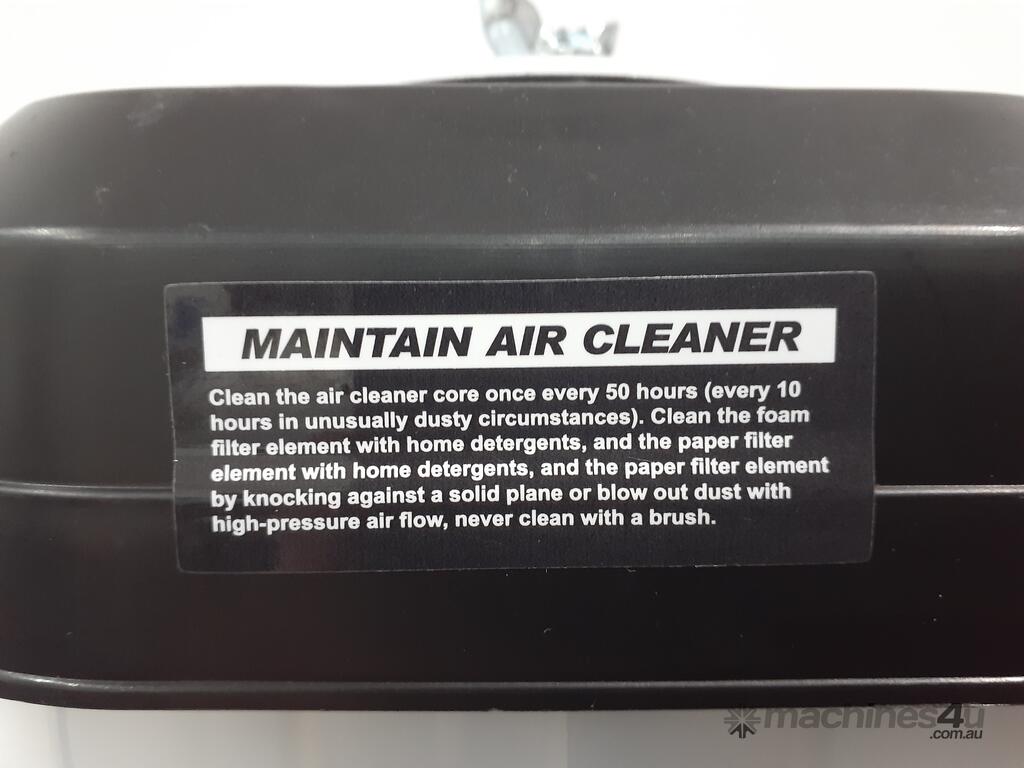 MAINTAIN AIR CLEANER
Clean the air cleaner core once every 50 hours (every 10
hours in unusually dusty circumstances). Clean the foam
filter element with home detergents, and the paper filter
element with home detergents, and the paper filter element
by knocking against a solid plane or blow out dust with
high-pressure air flow, never clean with a brush.
machines4u
.com.au